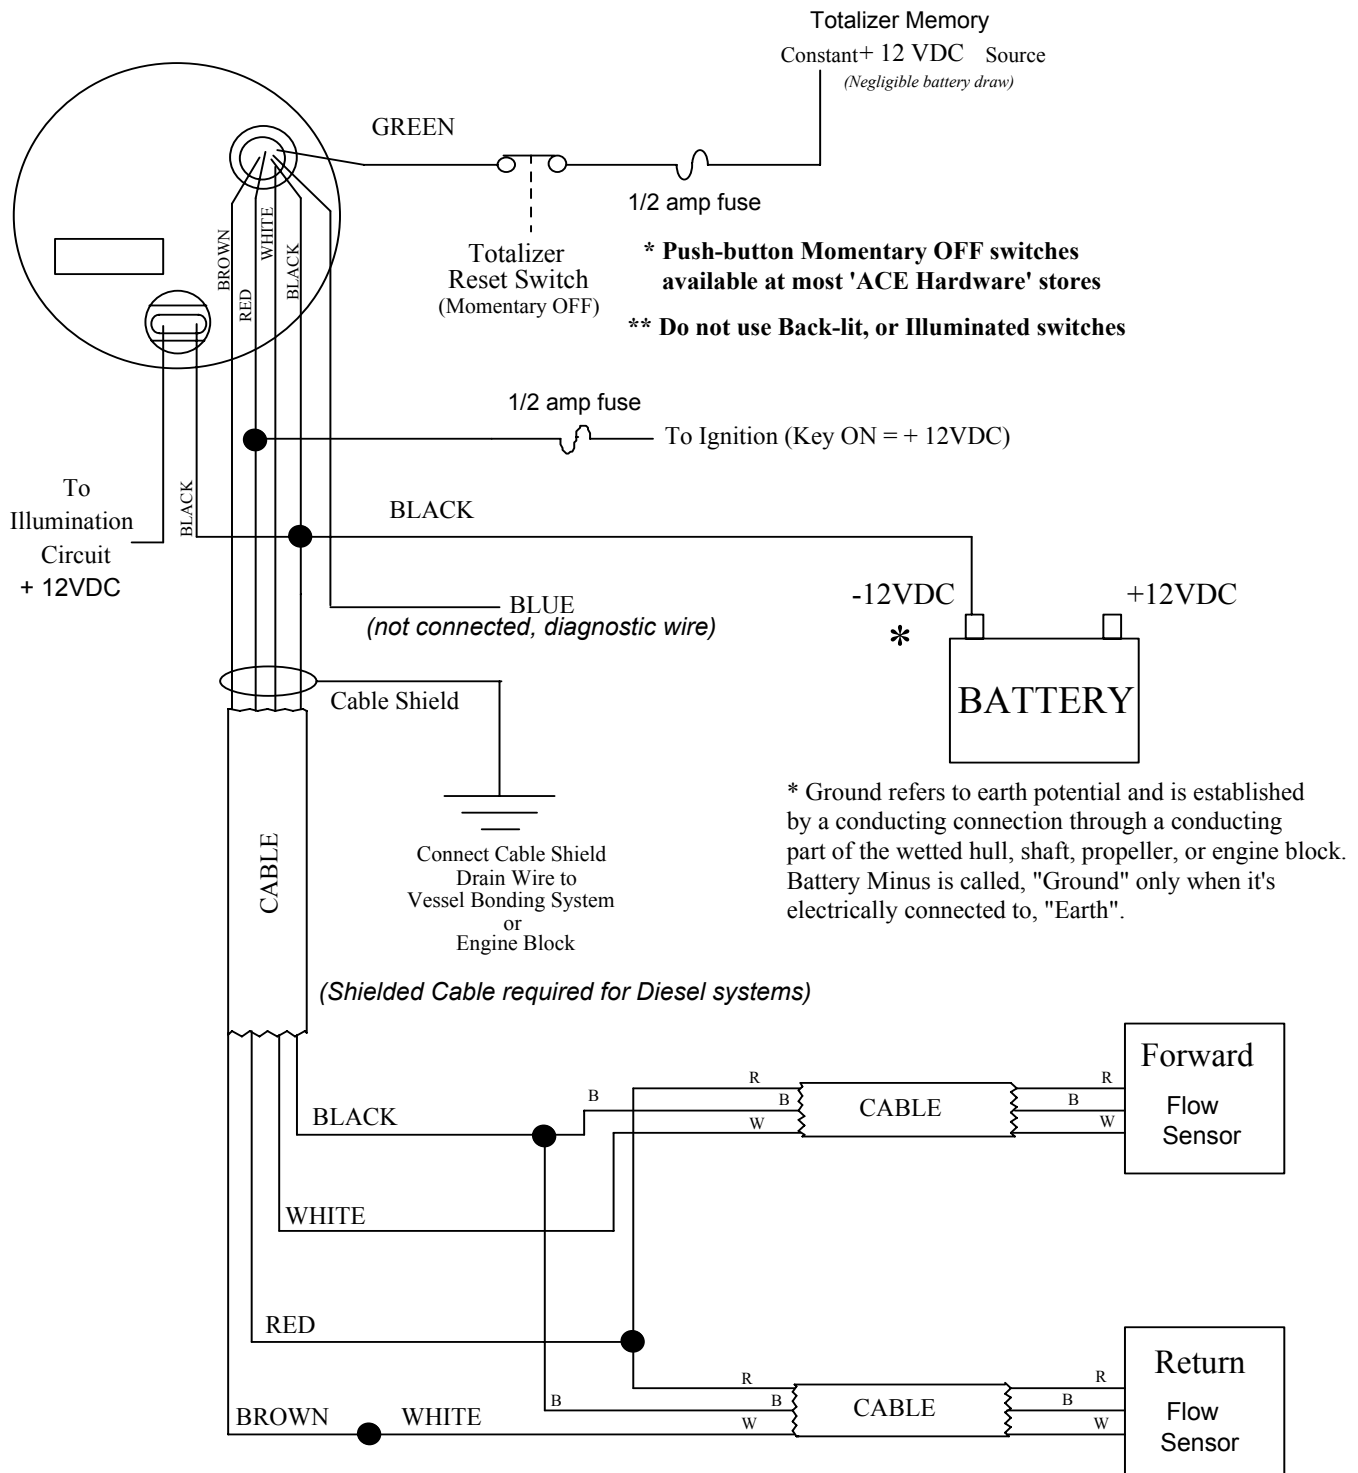 Totalizer Memory
Constant+ 12 VDC Source
(Negligible battery draw)
GREEN
1/2 amp fuse
Totalizer
Reset Switch
(Momentary OFF)
* Push-button Momentary OFF switches
available at most 'ACE Hardware' stores
** Do not use Back-lit, or Illuminated switches
BROWN
RED
WHITE
BLACK
1/2 amp fuse
To Ignition (Key ON = + 12VDC)
To
Illumination
Circuit
+ 12VDC
BLACK
BLACK
BLUE
(not connected, diagnostic wire)
-12VDC
+12VDC
*
BATTERY
Cable Shield
* Ground refers to earth potential and is established
by a conducting connection through a conducting
part of the wetted hull, shaft, propeller, or engine block.
Battery Minus is called, "Ground" only when it's
electrically connected to, "Earth".
CABLE
Connect Cable Shield
Drain Wire to
Vessel Bonding System
or
Engine Block
(Shielded Cable required for Diesel systems)
BLACK
B
R
B
W
CABLE
R
B
W
Forward
Flow
Sensor
WHITE
RED
BROWN
WHITE
B
R
B
W
CABLE
R
B
W
Return
Flow
Sensor